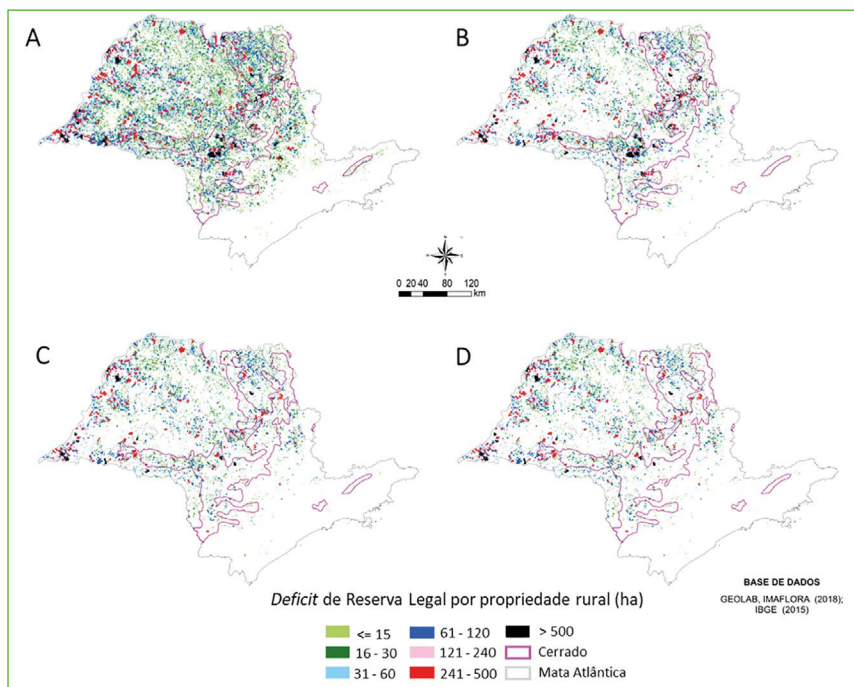 A
B
0 20 40 80 120
km
C
D
BASE DE DADOS
GEOLAB, IMAFLORA (2018);
IBGE (2015)
Deficit de Reserva Legal por propriedade rural (ha)
<= 15 61 - 120 > 500
16 - 30 121 - 240 Cerrado
31 - 60 241 - 500 Mata Atlântica